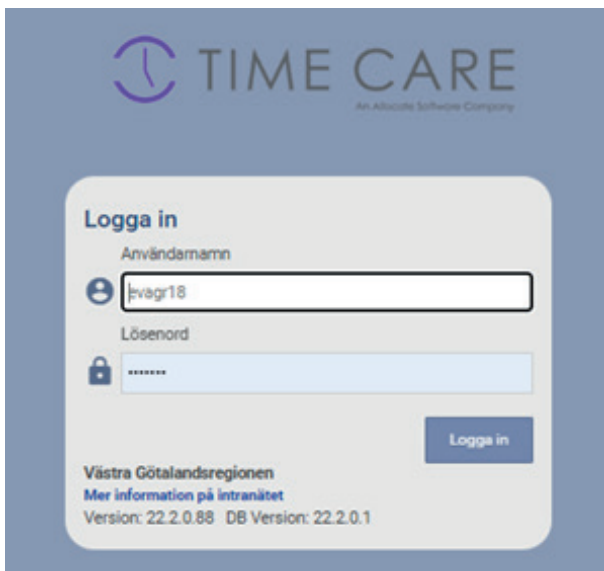 TIME CARE
An Allocate Software Company
Logga in
Användarnamn
evagr18
Lösenord
•••••••
Logga in
Västra Götalandsregionen
Mer information på intranätet
Version: 22.2.0.88 DB Version: 22.2.0.1